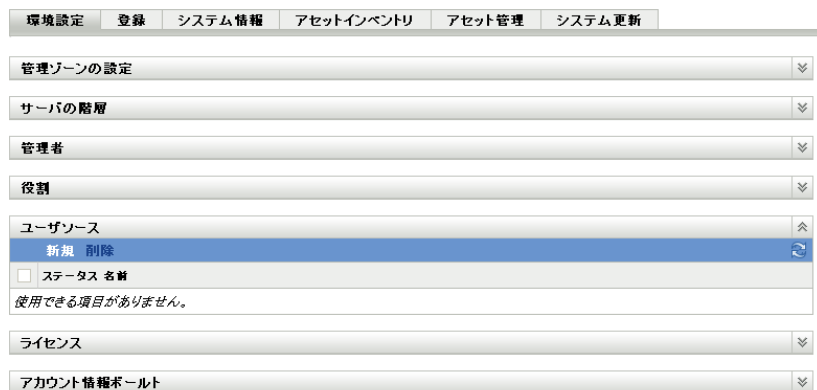 環境設定 登録 システム情報 アセットインベントリ アセット管理 システム更新
管理ゾーンの設定
サーバの階層
管理者
役割
ユーザソース
新規 削除
ステータス 名前
使用できる項目がありません。
ライセンス
アカウント情報ボールト